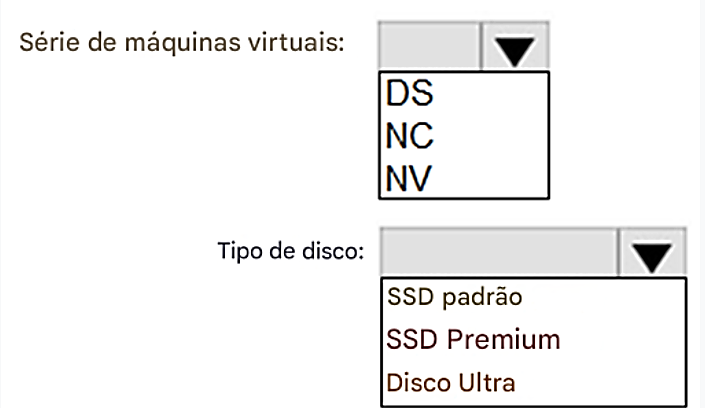 Série de máquinas virtuais:
DS
NC
NV
Tipo de disco:
SSD padrão
SSD Premium
Disco Ultra